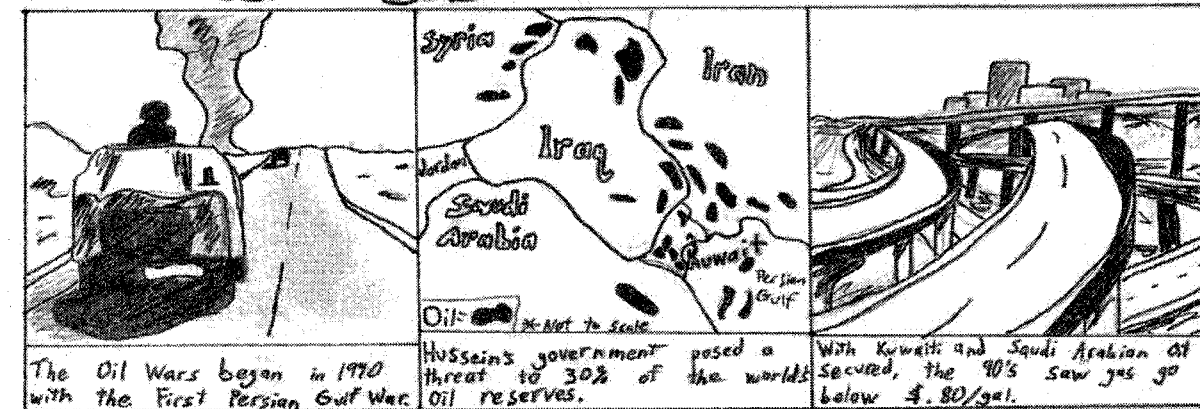 Syria
Iran
Iraq
Jordan
Saudi
Arabia
Kuwait
Persian
Gulf
Oil=
*Not to scale
The Oil Wars began in 1990
with the First Persian Gulf War.
Hussein's government posed a
threat to 30% of the worlds
Oil reserves.
With Kuwaiti and Saudi Arabian Oil
secured, the 90's saw gas go
below $.80/gal.